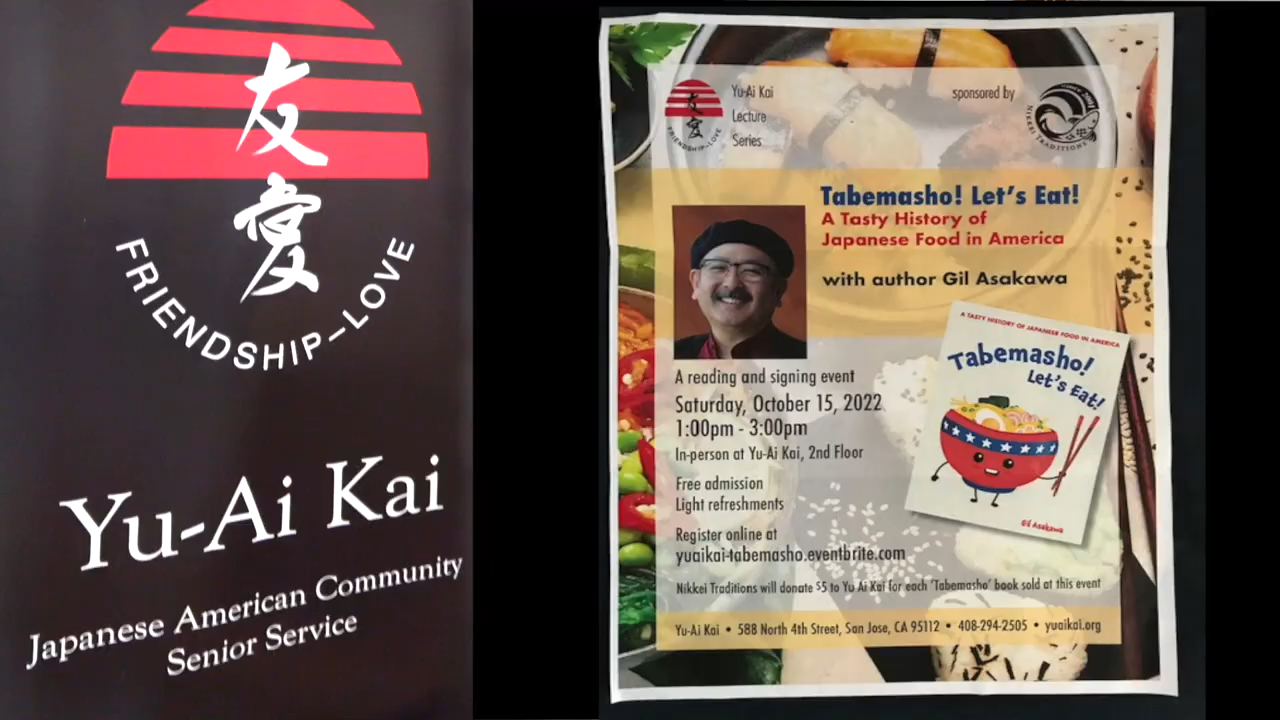 友
愛
FRIENDSHIP–LOVE
Yu-Ai Kai
Japanese American Community
Senior Service
友
愛
FRIENDSHIP–LOVE
Yu-Ai Kai
Lecture
Series
sponsored by
NIKKEI TRADITIONS
Tabemasho! Let's Eat!
A Tasty History of
Japanese Food in America
with author Gil Asakawa
A TASTY HISTORY OF JAPANESE FOOD IN AMERICA
Tabemasho!
Let's Eat!
Gil Asakawa
A reading and signing event
Saturday, October 15, 2022
1:00pm - 3:00pm
In-person at Yu-Ai Kai, 2nd Floor
Free admission
Light refreshments
Register online at
yuaikai-tabemasho.eventbrite.com
Nikkei Traditions will donate $5 to Yu Ai Kai for each 'Tabemasho' book sold at this event
Yu-Ai Kai • 588 North 4th Street, San Jose, CA 95112 • 408-294-2505 • yuaikai.org